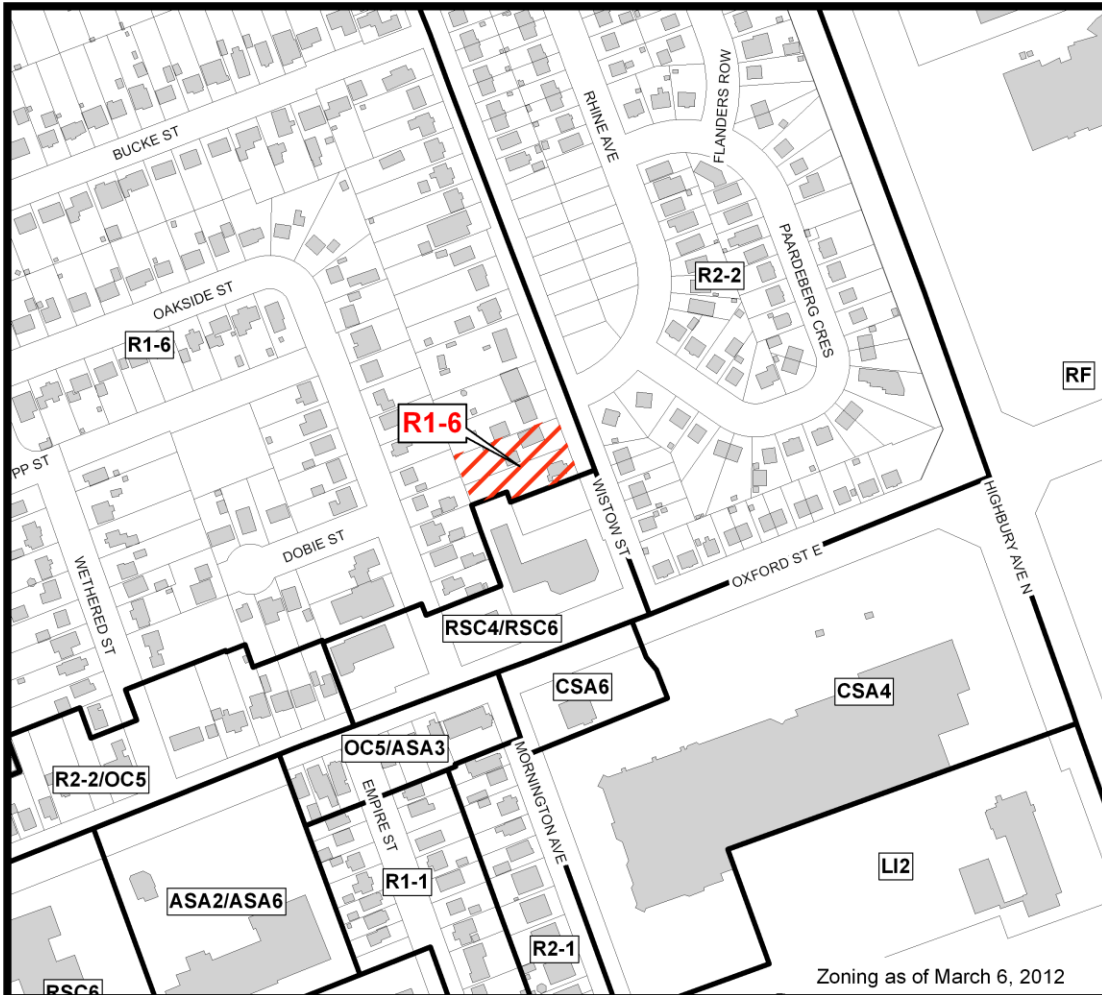 BUCKE ST
RHINE AVE
FLANDERS ROW
PAARDEBERG CRES
R2-2
OAKSIDE ST
R1-6
RF
R1-6
PP ST
WISTOW ST
HIGHBURY AVE N
DOBIE ST
WETHERED ST
OXFORD ST E
RSC4/RSC6
CSA6
CSA4
OC5/ASA3
R2-2/OC5
MORNINGTON AVE
EMPIRE ST
R1-1
LI2
ASA2/ASA6
R2-1
RSC6
Zoning as of March 6, 2012